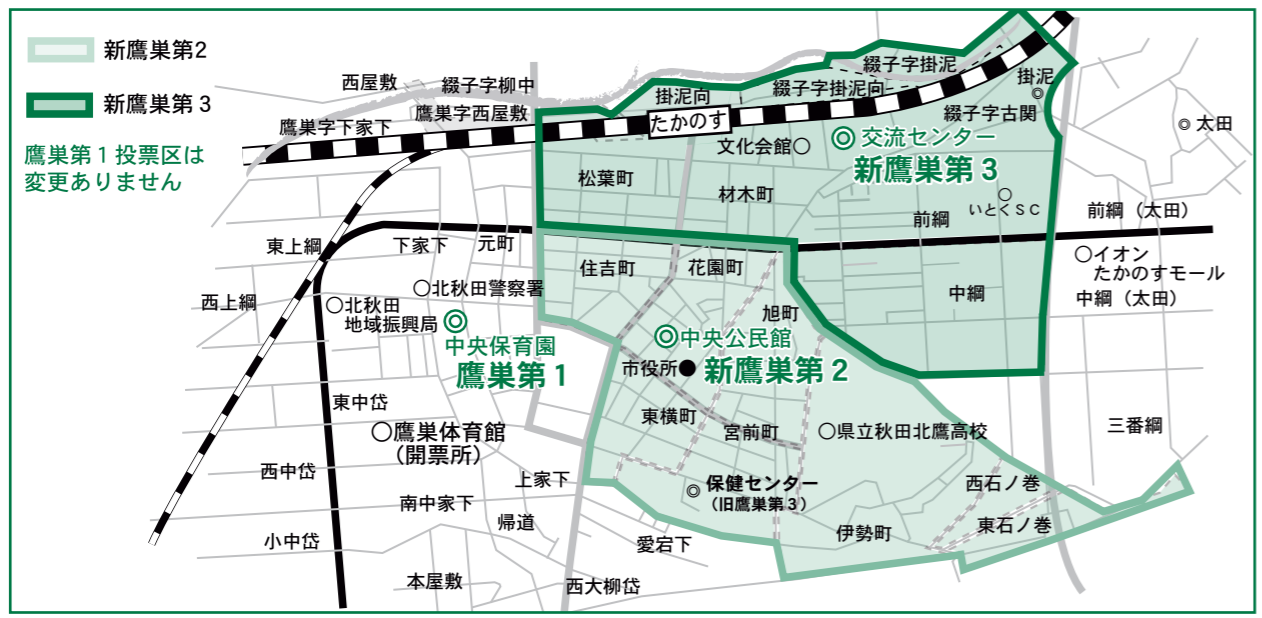 新鷹巣第2
新鷹巣第3
鷹巣第1投票区は
変更ありません
西屋敷
綴子字柳中
鷹巣字西屋敷
鷹巣字下家下
掛泥向
綴子字掛泥
綴子字掛泥向
掛泥
綴子字古関
太田
たかのす
文化会館
交流センター
新鷹巣第3
松葉町
材木町
前綱
いとくSC
前綱(太田)
東上綱
下家下
元町
住吉町
花園町
イオン
たかのすモール
中綱(太田)
中綱
西上綱
北秋田
地域振興局
北秋田警察署
旭町
中央保育園
鷹巣第1
中央公民館
新鷹巣第2
市役所
東中岱
東横町
宮前町
県立秋田北鷹高校
三番綱
鷹巣体育館
(開票所)
西中岱
上家下
保健センター
(旧鷹巣第3)
西石ノ巻
東石ノ巻
南中家下
帰道
伊勢町
小中岱
愛宕下
本屋敷
西大柳岱